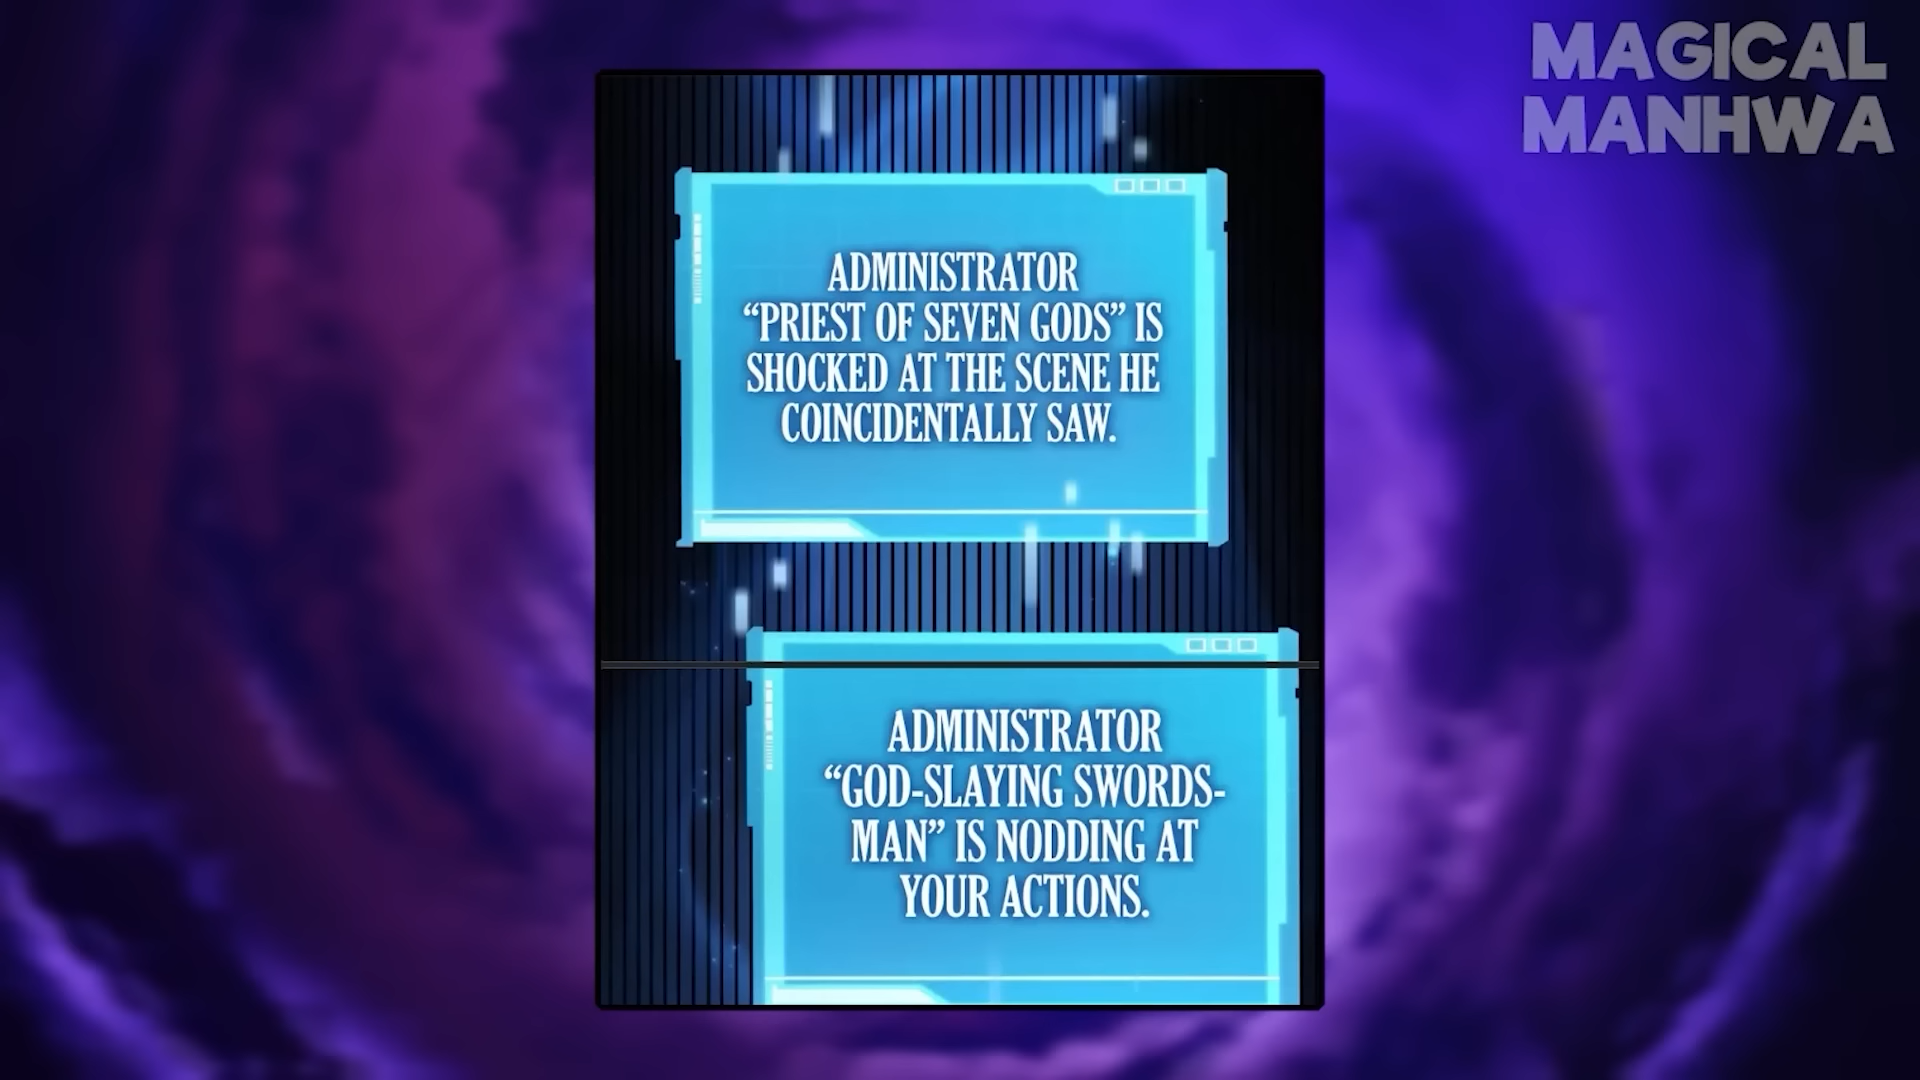 MAGICAL
MANHWA
ADMINISTRATOR
“PRIEST OF SEVEN GODS” IS
SHOCKED AT THE SCENE HE
COINCIDENTALLY SAW.
ADMINISTRATOR
“GOD-SLAYING SWORDS-
MAN” IS NODDING AT
YOUR ACTIONS.